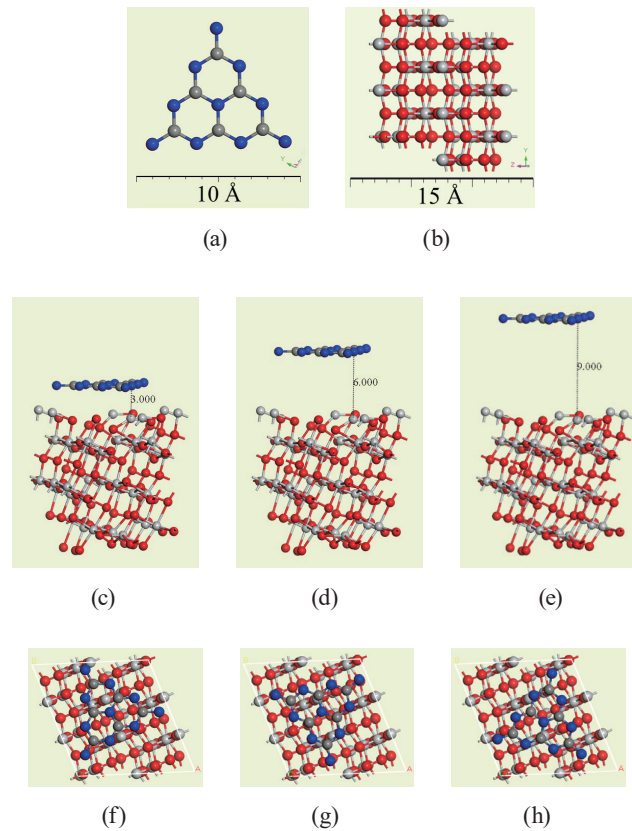 10 Å
15 Å
Y
Z
Y
Z
(a)
(b)
3.000
6.000
9.000
(c)
(d)
(e)
A
A
A
(f)
(g)
(h)